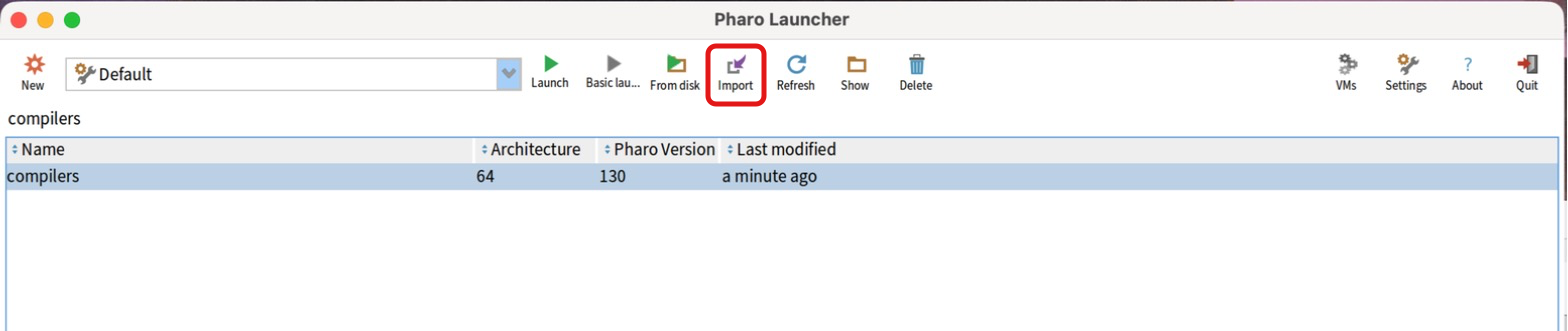 Pharo Launcher
New
Default
Launch
Basic lau...
From disk
Import
Refresh
Show
Delete
VMs
Settings
? About
Quit
compilers
Name Architecture Pharo Version Last modified
compilers 64 130 a minute ago